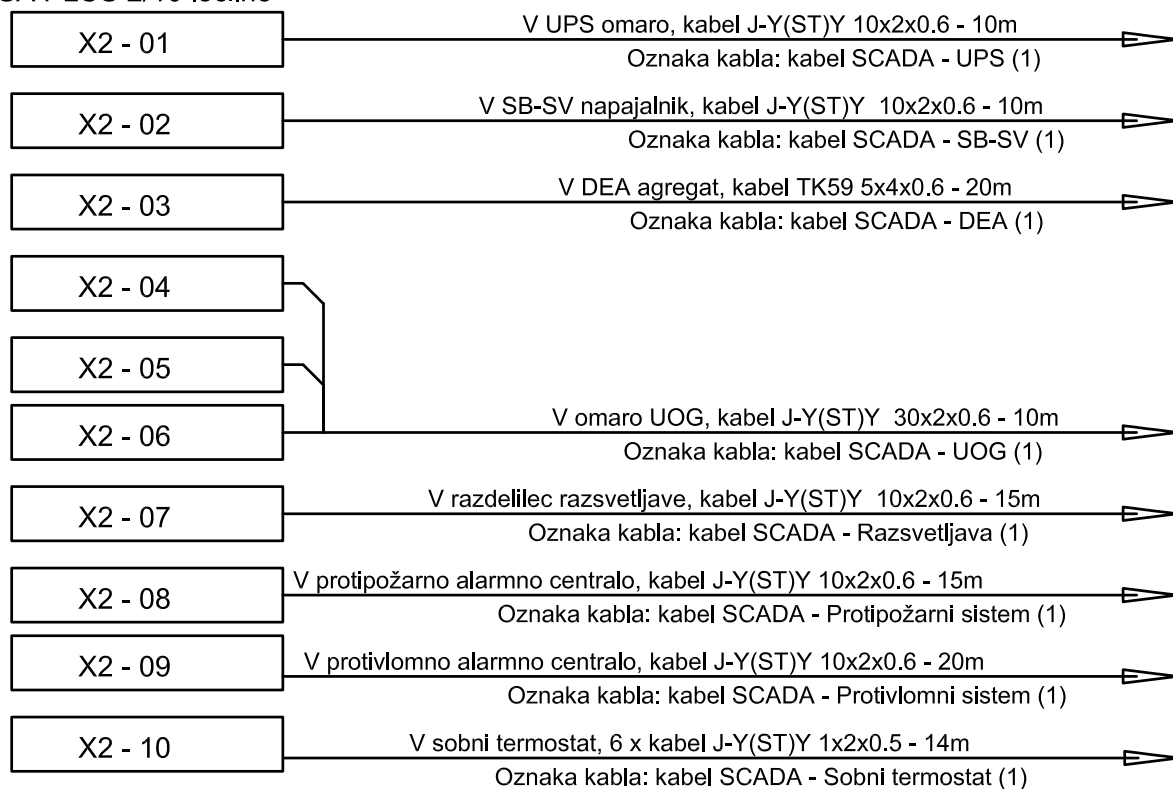 X2 - 01
V UPS omaro, kabel J-Y(ST)Y 10x2x0.6 - 10m
Oznaka kabla: kabel SCADA - UPS (1)
X2 - 02
V SB-SV napajalnik, kabel J-Y(ST)Y 10x2x0.6 - 10m
Oznaka kabla: kabel SCADA - SB-SV (1)
X2 - 03
V DEA agregat, kabel TK59 5x4x0.6 - 20m
Oznaka kabla: kabel SCADA - DEA (1)
X2 - 04
X2 - 05
X2 - 06
V omaro UOG, kabel J-Y(ST)Y 30x2x0.6 - 10m
Oznaka kabla: kabel SCADA - UOG (1)
X2 - 07
V razdelilec razsvetljave, kabel J-Y(ST)Y 10x2x0.6 - 15m
Oznaka kabla: kabel SCADA - Razsvetljava (1)
X2 - 08
V protipožarno alarmno centralo, kabel J-Y(ST)Y 10x2x0.6 - 15m
Oznaka kabla: kabel SCADA - Protipožarni sistem (1)
X2 - 09
V protivlomno alarmno centralo, kabel J-Y(ST)Y 10x2x0.6 - 20m
Oznaka kabla: kabel SCADA - Protivlomni sistem (1)
X2 - 10
V sobni termostat, 6 x kabel J-Y(ST)Y 1x2x0.5 - 14m
Oznaka kabla: kabel SCADA - Sobni termostat (1)